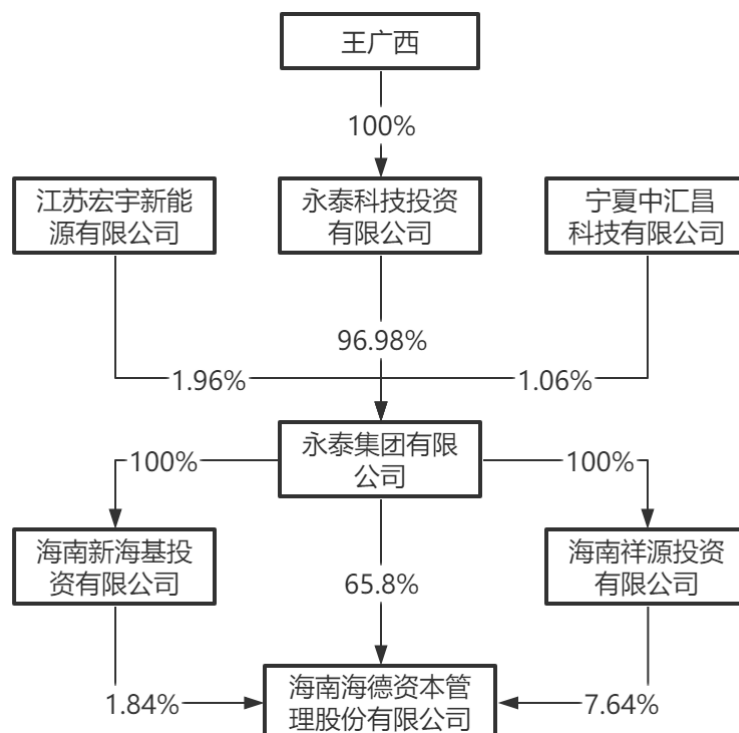 王广西
100%
江苏宏宇新能
源有限公司
永泰科技投资
有限公司
宁夏中汇昌
科技有限公司
96.98%
1.96%
1.06%
永泰集团有限
公司
100%
100%
海南新海基投
资有限公司
65.8%
海南祥源投资
有限公司
1.84%
海南海德资本管
理股份有限公司
7.64%